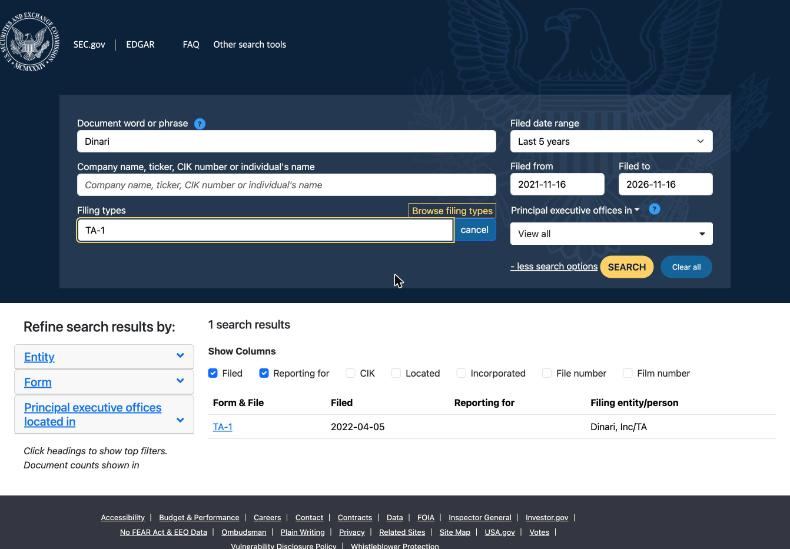 SEC.gov | EDGAR FAQ Other search tools
Document word or phrase ? Filed date range
Dinari Last 5 years
Company name, ticker, CIK number or individual's name Filed from Filed to
Company name, ticker, CIK number or individual's name 2021-11-16 2026-11-16
Filing types Browse filing types Principal executive offices in ?
TA-1 cancel View all
- less search options SEARCH Clear all
Refine search results by: 1 search results
Entity Show Columns
Form Filed Reporting for CIK Located Incorporated File number Film number
Principal executive offices Form & File Filed Reporting for Filing entity/person
located in TA-1 2022-04-05 Dinari, Inc/TA
Click headings to show top filters.
Document counts shown in
Accessibility | Budget & Performance | Careers | Contact | Contracts | Data | FOIA | Inspector General | Investor.gov |
No FEAR Act & EEO Data | Ombudsman | Plain Writing | Privacy | Related Sites | Site Map | USA.gov | Votes |
Vulnerability Disclosure Policy | Whistleblower Protection